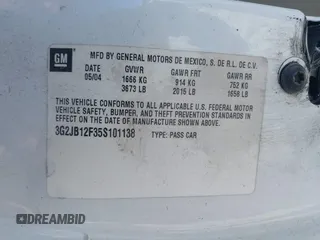 GM
MFD BY GENERAL MOTORS DE MEXICO, S. DE R.L. DE C.V.
DATE GVWR GAWR FRT GAWR RR
05/04 1666 KG 914 KG 752 KG
3673 LB 2015 LB 1658 LB
THIS VEHICLE CONFORMS TO ALL APPLICABLE U.S. FEDERAL MOTOR
VEHICLE SAFETY, BUMPER, AND THEFT PREVENTION STANDARDS IN
EFFECT ON THE DATE OF MANUFACTURE SHOWN ABOVE.
3G2JB12F35S101138 TYPE: PASS CAR
DREAMBID